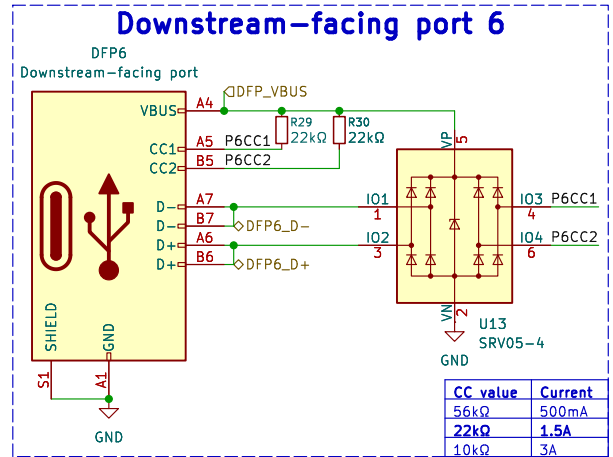 Downstream-facing port 6
DFP6
Downstream-facing port
DFP_VBUS
VBUS A4
R29
22kΩ
R30
22kΩ
CC1 A5 P6CC1
CC2 B5 P6CC2
D- A7
D- B7 DFP6_D-
D+ A6
D+ B6 DFP6_D+
SHIELD
GND
S1
A1
GND
VP
5
IO1
1
IO2
3
IO3 P6CC1
4
IO4 P6CC2
6
VN
2
U13
SRV05-4
GND
CC value Current
56kΩ 500mA
22kΩ 1.5A
10kΩ 3A